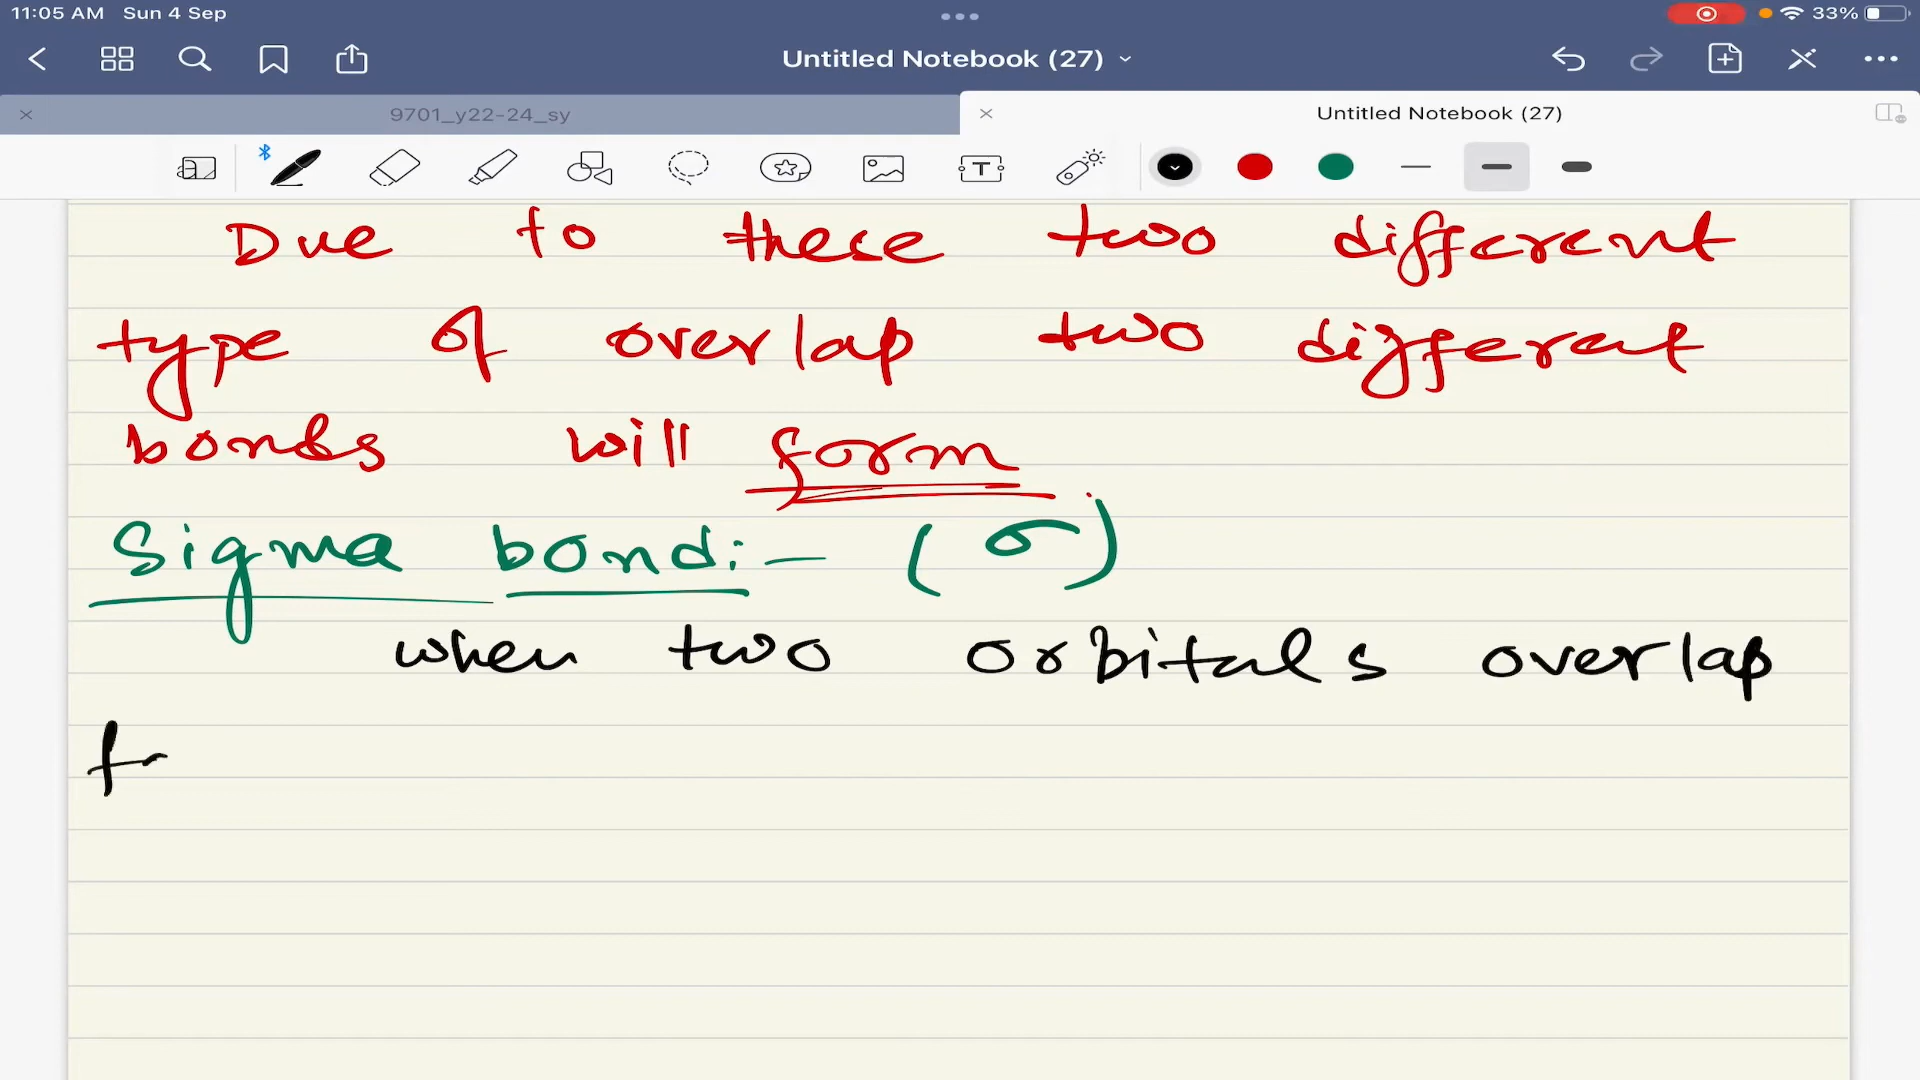 11:05 AM Sun 4 Sep
33%
Untitled Notebook (27)
9701_y22-24_sy
Untitled Notebook (27)
Due to these two different
type of overlap two different
bonds will form
Sigma bond:- (σ)
when two orbitals overlap